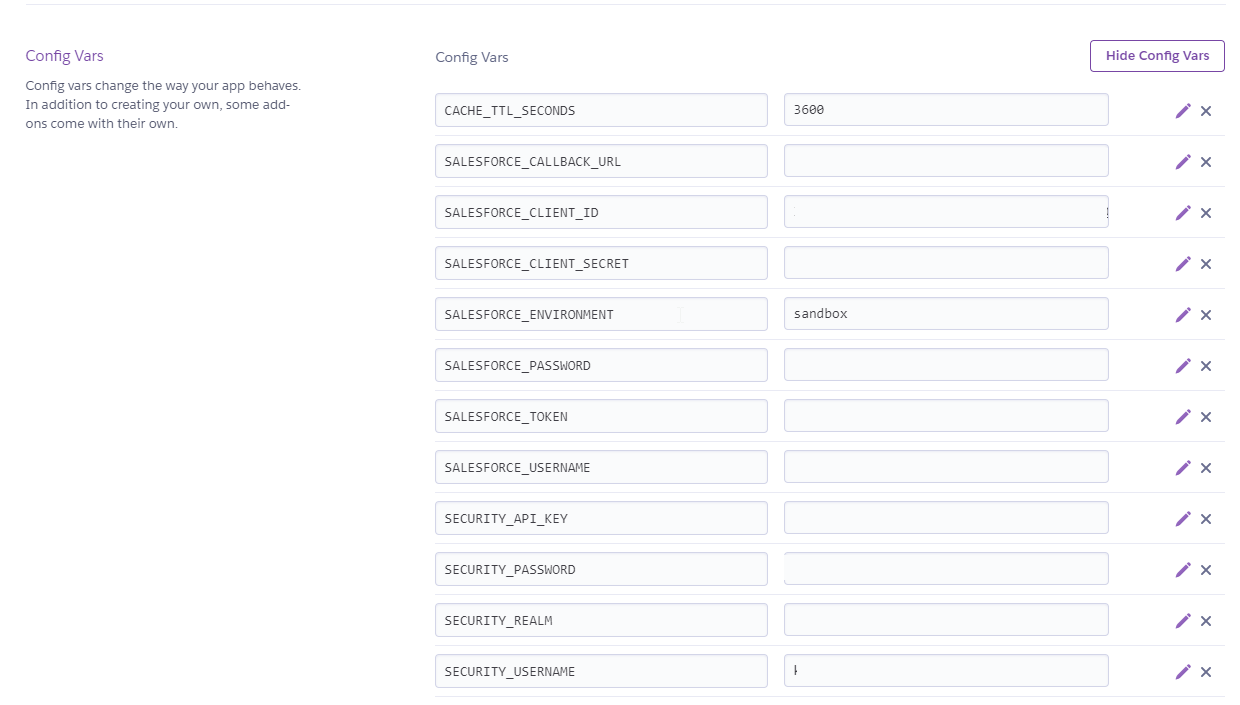 Config Vars
Config vars change the way your app behaves.
In addition to creating your own, some add-
ons come with their own.
Config Vars
Hide Config Vars
CACHE_TTL_SECONDS 3600
SALESFORCE_CALLBACK_URL
SALESFORCE_CLIENT_ID
SALESFORCE_CLIENT_SECRET
SALESFORCE_ENVIRONMENT sandbox
SALESFORCE_PASSWORD
SALESFORCE_TOKEN
SALESFORCE_USERNAME
SECURITY_API_KEY
SECURITY_PASSWORD
SECURITY_REALM
SECURITY_USERNAME